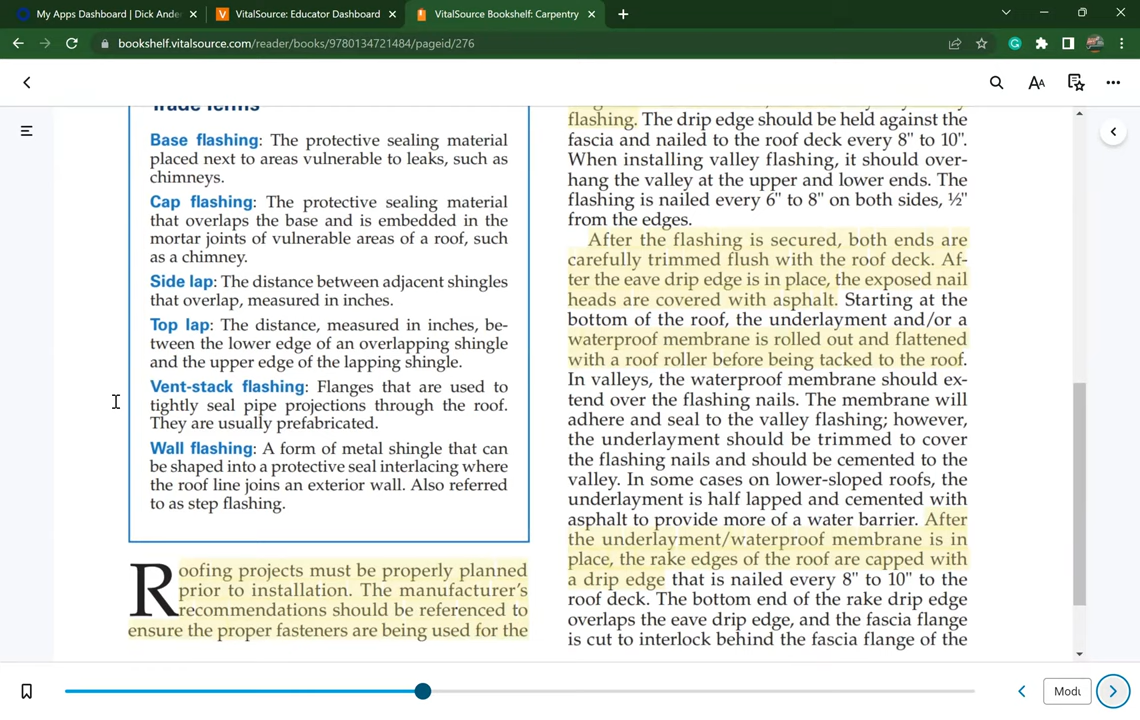 My Apps Dashboard | Dick Ande
VitalSource: Educator Dashboard
VitalSource Bookshelf: Carpentry
bookshelf.vitalsource.com/reader/books/9780134721484/pageid/276
Trade Terms
Base flashing: The protective sealing material
placed next to areas vulnerable to leaks, such as
chimneys.
Cap flashing: The protective sealing material
that overlaps the base and is embedded in the
mortar joints of vulnerable areas of a roof, such
as a chimney.
Side lap: The distance between adjacent shingles
that overlap, measured in inches.
Top lap: The distance, measured in inches, be-
tween the lower edge of an overlapping shingle
and the upper edge of the lapping shingle.
Vent-stack flashing: Flanges that are used to
tightly seal pipe projections through the roof.
They are usually prefabricated.
Wall flashing: A form of metal shingle that can
be shaped into a protective seal interlacing where
the roof line joins an exterior wall. Also referred
to as step flashing.
Roofing projects must be properly planned
prior to installation. The manufacturer's
recommendations should be referenced to
ensure the proper fasteners are being used for the
flashing. The drip edge should be held against the
fascia and nailed to the roof deck every 8" to 10".
When installing valley flashing, it should over-
hang the valley at the upper and lower ends. The
flashing is nailed every 6" to 8" on both sides, ½"
from the edges.
After the flashing is secured, both ends are
carefully trimmed flush with the roof deck. Af-
ter the eave drip edge is in place, the exposed nail
heads are covered with asphalt. Starting at the
bottom of the roof, the underlayment and/or a
waterproof membrane is rolled out and flattened
with a roof roller before being tacked to the roof.
In valleys, the waterproof membrane should ex-
tend over the flashing nails. The membrane will
adhere and seal to the valley flashing; however,
the underlayment should be trimmed to cover
the flashing nails and should be cemented to the
valley. In some cases on lower-sloped roofs, the
underlayment is half lapped and cemented with
asphalt to provide more of a water barrier. After
the underlayment/waterproof membrane is in
place, the rake edges of the roof are capped with
a drip edge that is nailed every 8" to 10" to the
roof deck. The bottom end of the rake drip edge
overlaps the eave drip edge, and the fascia flange
is cut to interlock behind the fascia flange of the
Modu